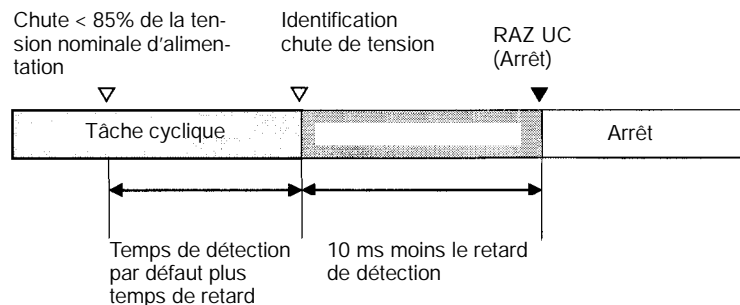 Chute < 85% de la ten-
sion nominale d'alimen-
tation
Identification
chute de tension
RAZ UC
(Arrêt)
Tâche cyclique
Arrêt
Temps de détection
par défaut plus
temps de retard
10 ms moins le retard
de détection